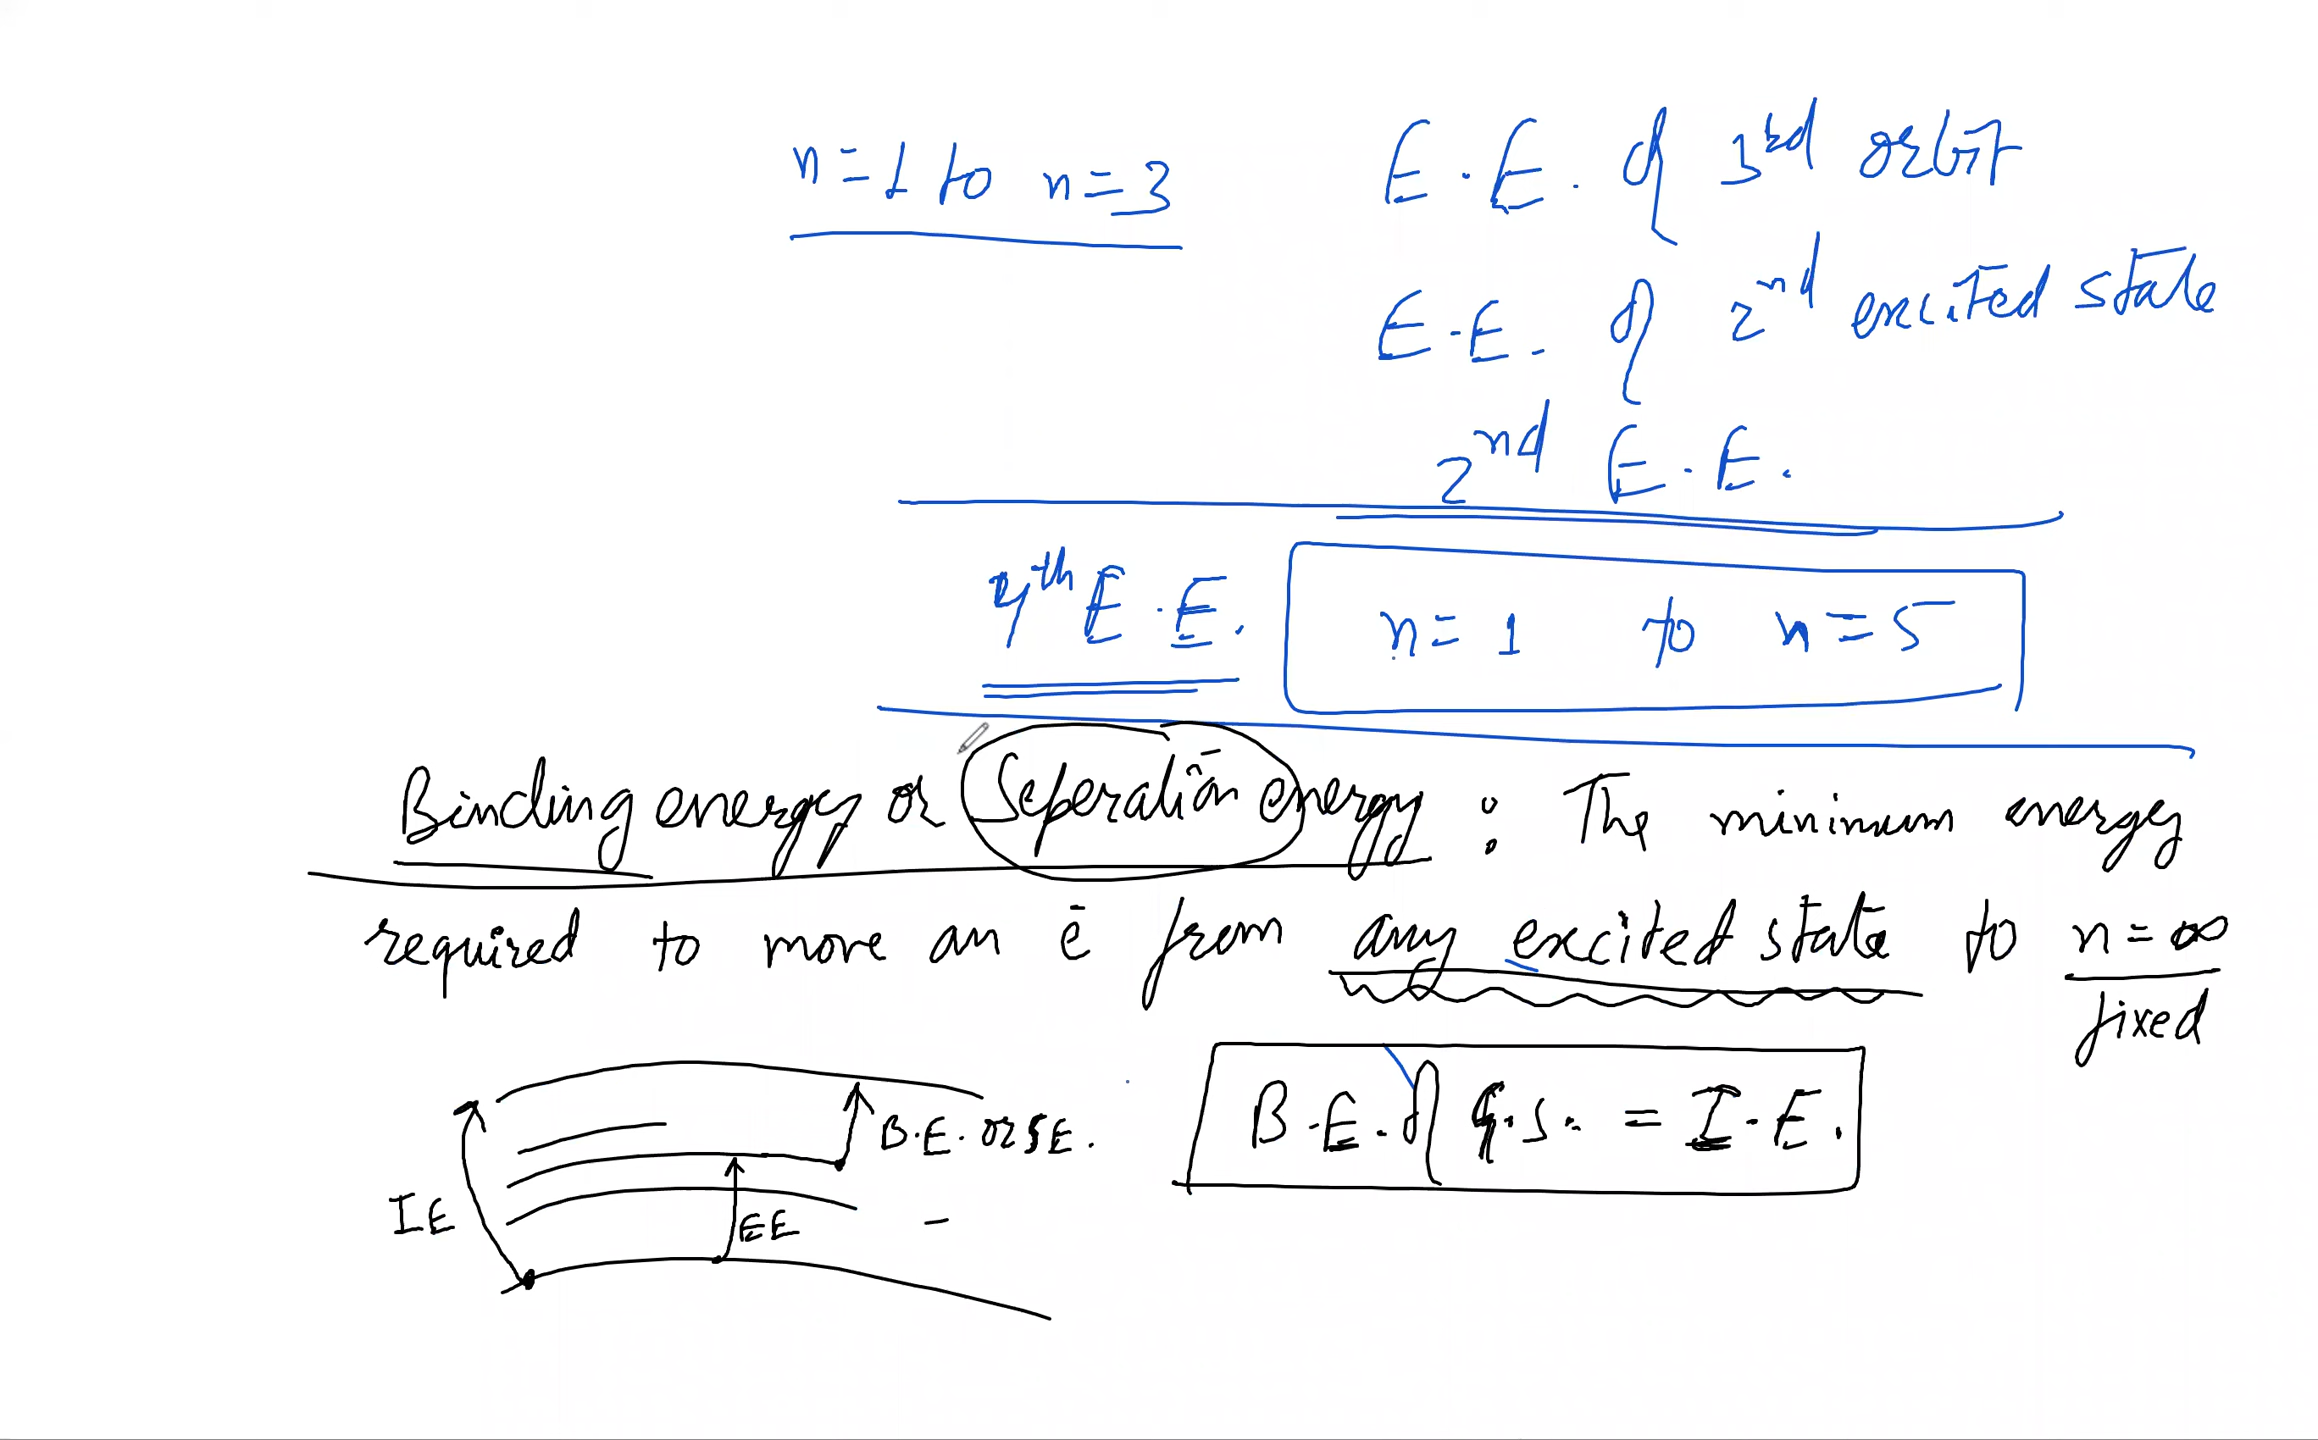 n=1 to n=3 E.E. of 3rd orbit
E.E. of 2nd excited state
2nd E.E.
4th E.E. n=1 to n=5
Binding energy or Seperation energy : The minimum energy
required to move an ē from any excited state to n=∞
fixed
B.E. or SE.
IE
EE
B.E. of G.S. = I.E.